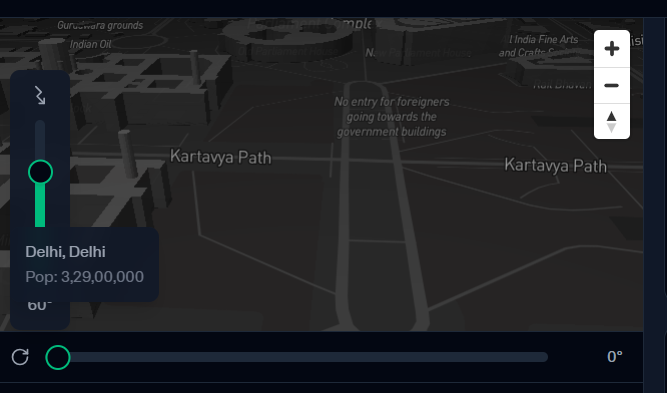 Gurudwara grounds
Indian Oil
l India Fine Arts
and Crafts S
No entry for foreigners
going towards the
government buildings
Kartavya Path
Kartavya Path
Delhi, Delhi
Pop: 3,29,00,000
60°
0°